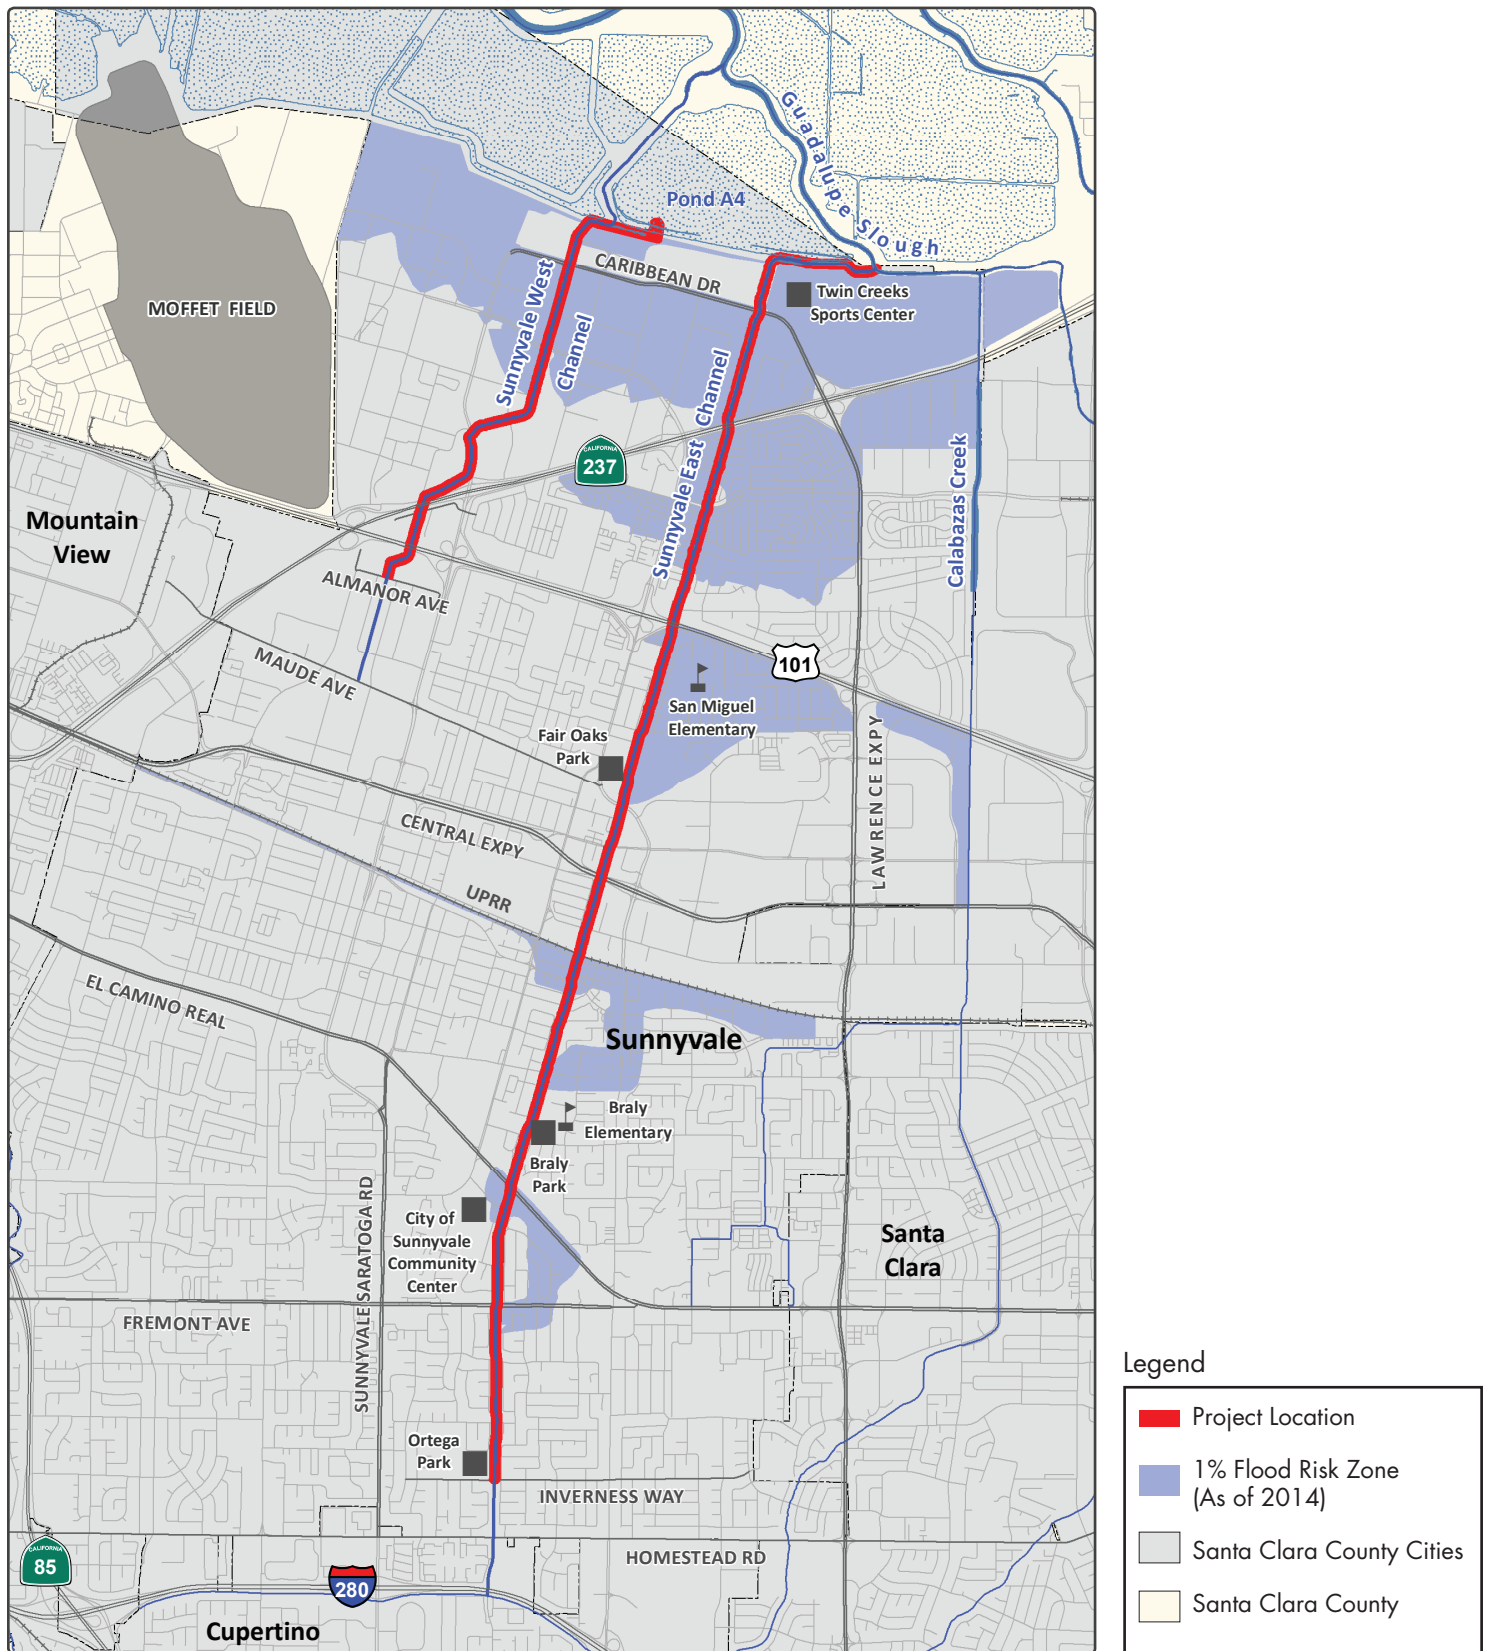 Guadalupe Slough
Pond A4
CARIBBEAN DR
MOFFET FIELD
Twin Creeks
Sports Center
Sunnyvale West
Channel
Sunnyvale East Channel
CALIFORNIA
237
Calabazas Creek
Mountain
View
ALMANOR AVE
MAUDE AVE
101
San Miguel
Elementary
Fair Oaks
Park
LAWRENCE EXPY
CENTRAL EXPY
UPRR
EL CAMINO REAL
Sunnyvale
Braly
Elementary
Braly
Park
SUNNYVALE SARATOGA RD
City of
Sunnyvale
Community
Center
Santa
Clara
FREMONT AVE
Ortega
Park
INVERNESS WAY
HOMESTEAD RD
CALIFORNIA
85
280
Cupertino
Legend
Project Location
1% Flood Risk Zone
(As of 2014)
Santa Clara County Cities
Santa Clara County